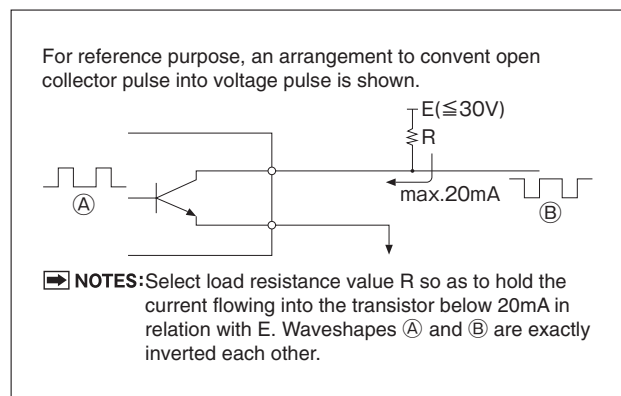 For reference purpose, an arrangement to convent open
collector pulse into voltage pulse is shown.
E(≦30V)
R
max.20mA
Ⓐ
Ⓑ
➡ NOTES: Select load resistance value R so as to hold the
current flowing into the transistor below 20mA in
relation with E. Waveshapes Ⓐ and Ⓑ are exactly
inverted each other.